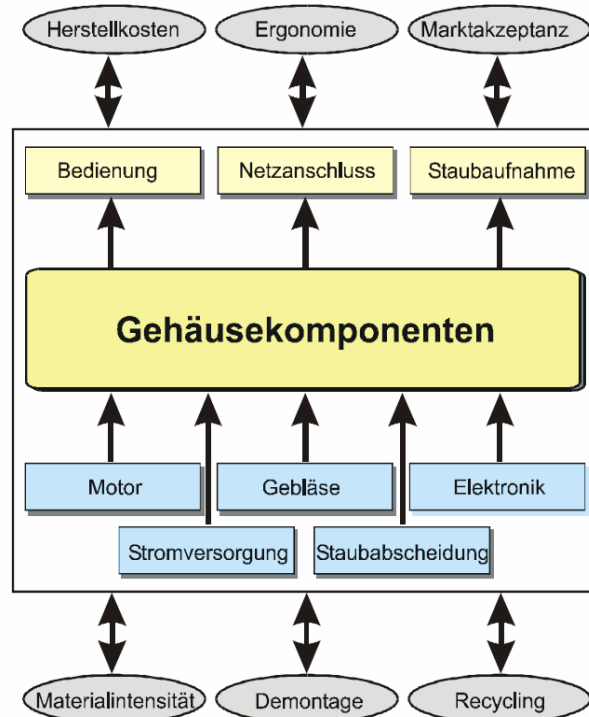 Herstellkosten
Ergonomie
Marktakzeptanz
Bedienung
Netzanschluss
Staubaufnahme
Gehäusekomponenten
Motor
Gebläse
Elektronik
Stromversorgung
Staubabscheidung
Materialintensität
Demontage
Recycling